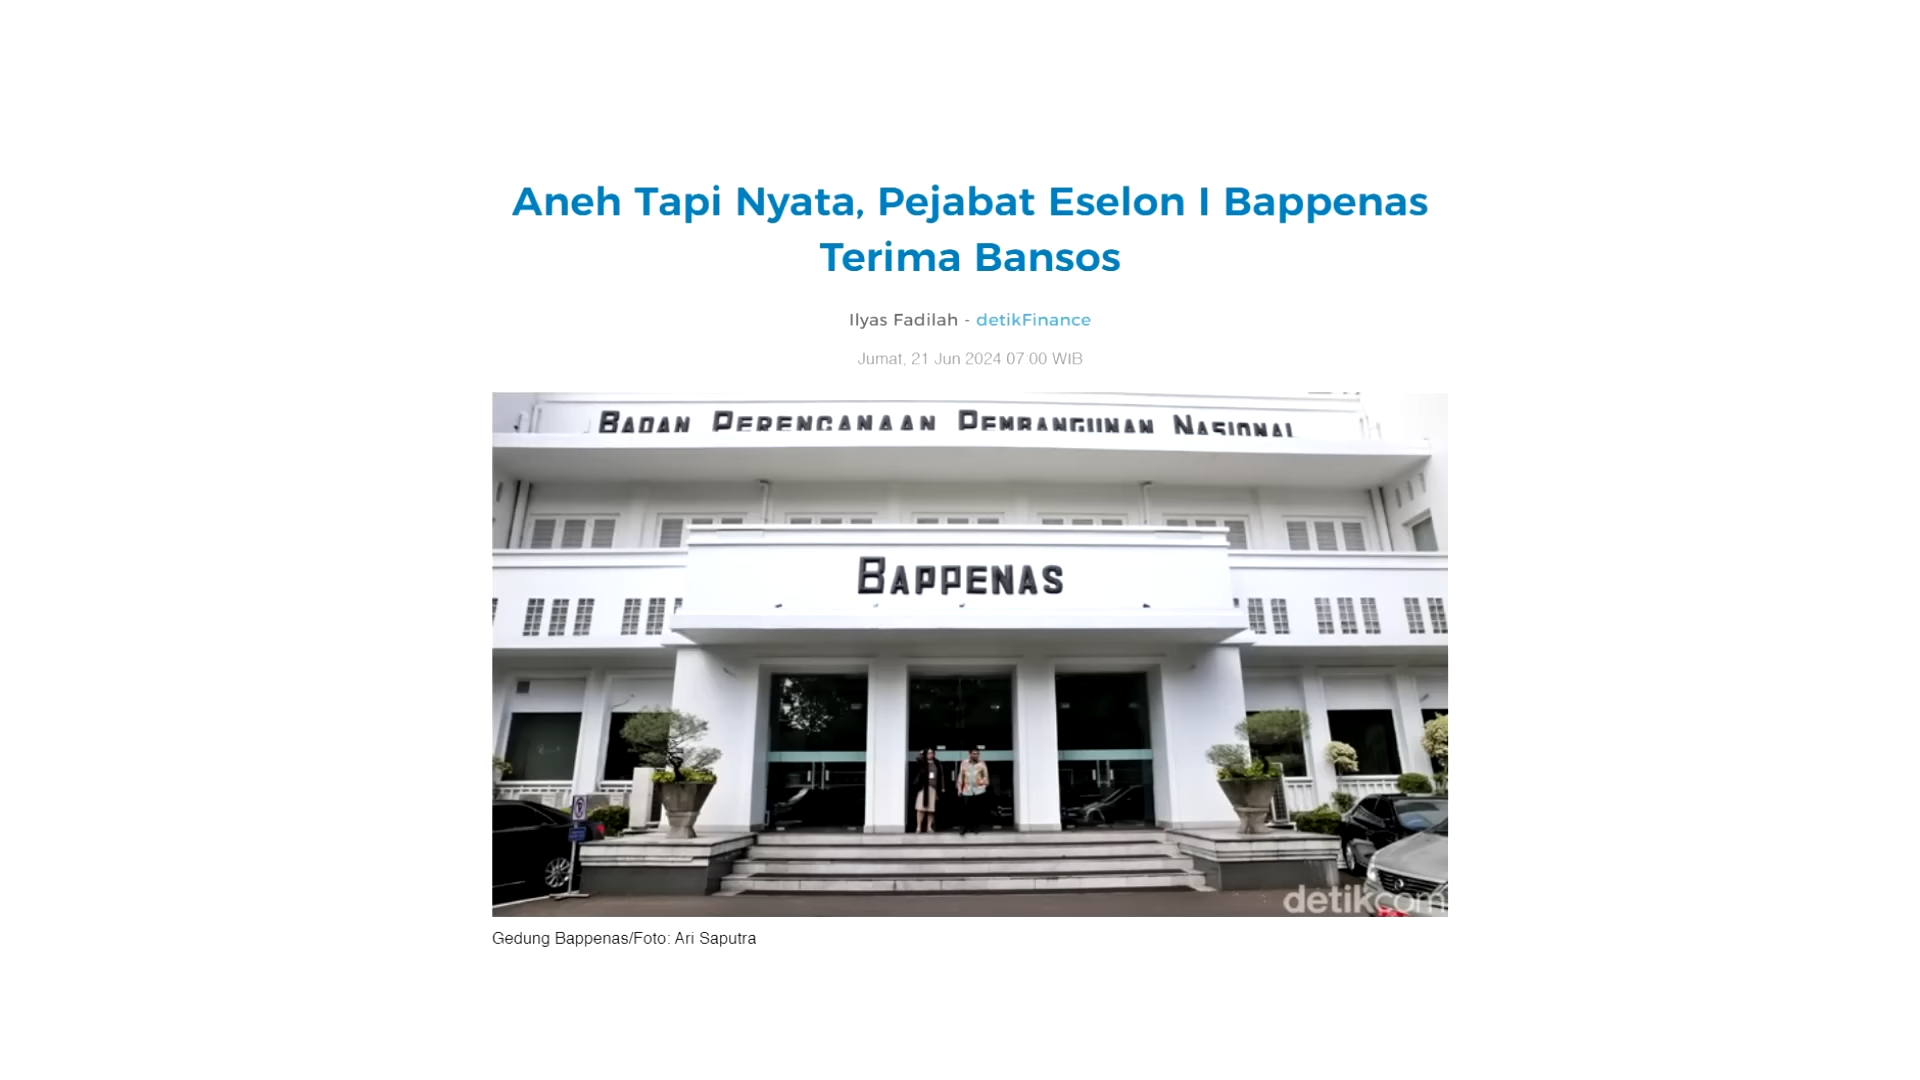 Aneh Tapi Nyata, Pejabat Eselon I Bappenas
Terima Bansos
Ilyas Fadilah - detikFinance
Jumat, 21 Jun 2024 07 00 WIB
BADAN PERENCANAAN PEMBANGUNAN NASIONAL
BAPPENAS
detikcom
Gedung Bappenas/Foto: Ari Saputra